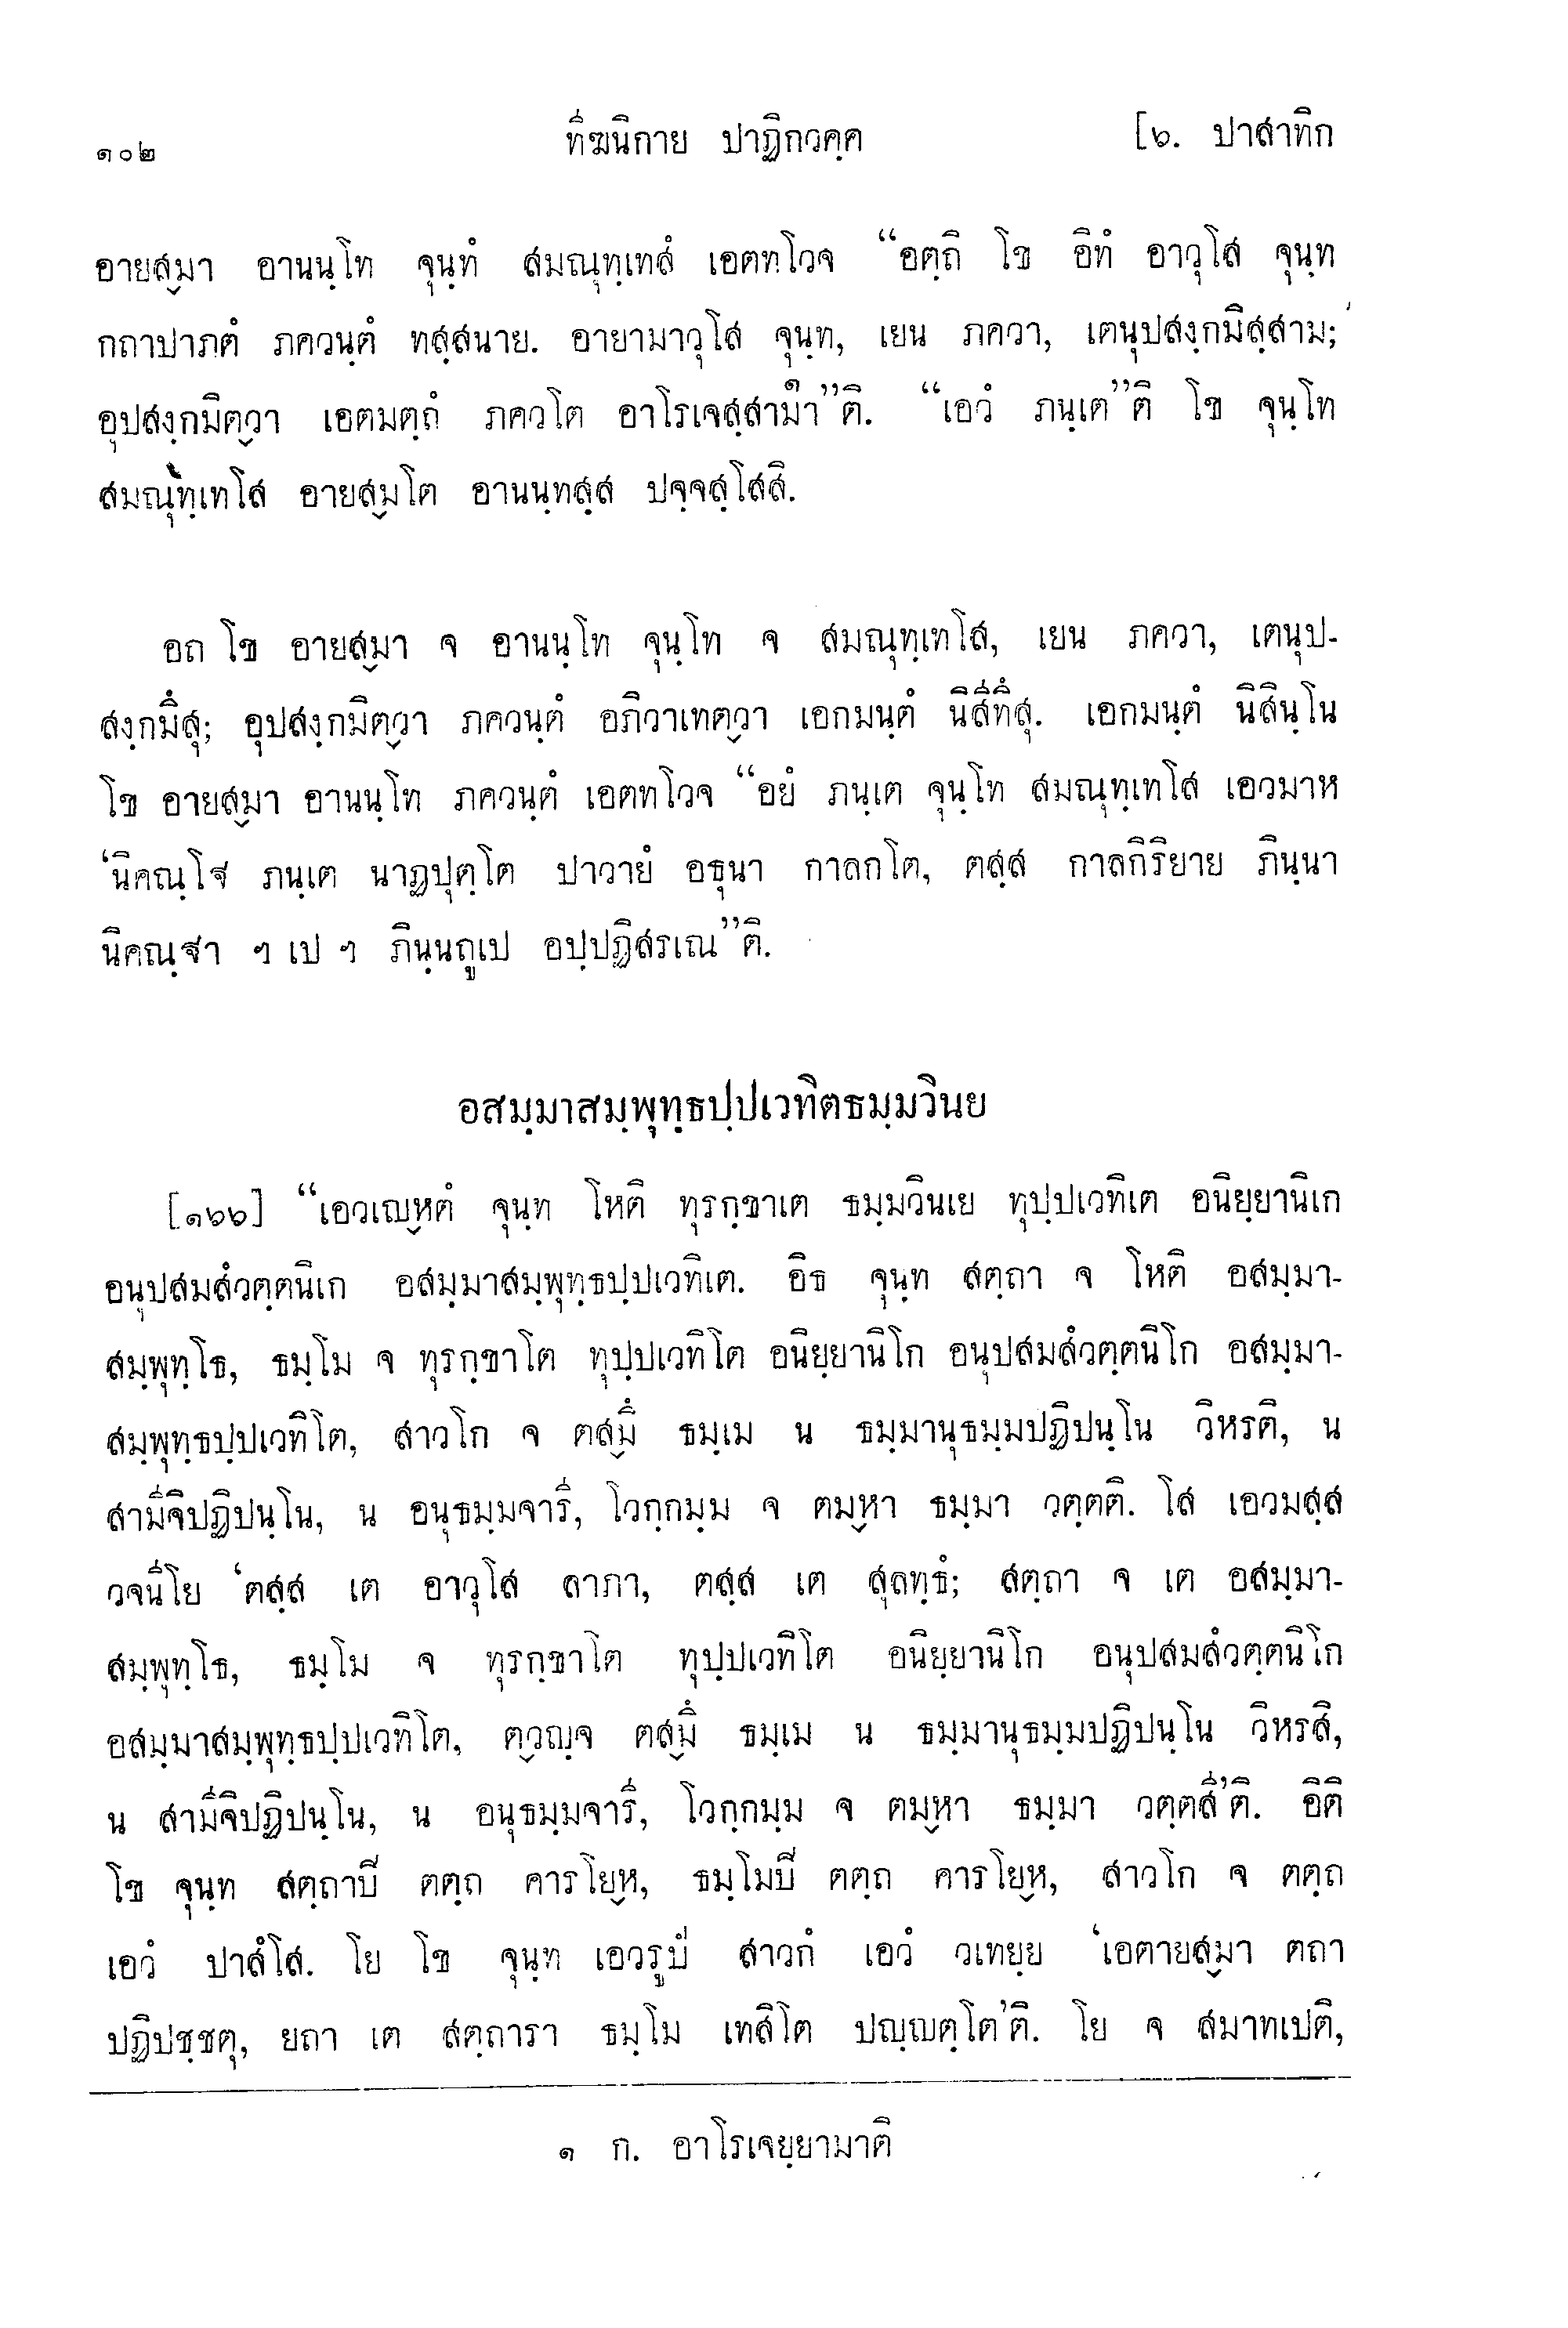 ๑๐๒ ทีฆนิกาย ปาฏิกวคฺค [๖. ปาสาทิก
อายสฺมา อานนฺโท จุนฺทํ สมณุทฺเทสํ เอตทโวจ “อตฺถิ โข อิทํ อาวุโส จุนฺท
กถาปาภตํ ภควนฺตํ ทสฺสนาย. อายามาวุโส จุนฺท, เยน ภควา, เตนุปสงฺกมิสฺสาม;
อุปสงฺกมิตฺวา เอตมตฺถํ ภควโต อาโรเจสฺสามา๑”ติ. “เอวํ ภนฺเต”ติ โข จุนฺโท
สมณุทฺเทโส อายสฺมโต อานนฺทสฺส ปจฺจสฺโสสิ.
อถ โข อายสฺมา จ อานนฺโท จุนฺโท จ สมณุทฺเทโส, เยน ภควา, เตนุป-
สงฺกมึสุ; อุปสงฺกมิตฺวา ภควนฺตํ อภิวาเทตฺวา เอกมนฺตํ นิสีทึสุ. เอกมนฺตํ นิสินฺโน
โข อายสฺมา อานนฺโท ภควนฺตํ เอตทโวจ “อยํ ภนฺเต จุนฺโท สมณุทฺเทโส เอวมาห
‘นิคณฺโฐ ภนฺเต นาฏปุตฺโต ปาวายํ อธุนา กาลกโต, ตสฺส กาลกิริยาย ภินฺนา
นิคณฺฐา ฯ เป ฯ ภินฺนถูเป อปฺปฏิสรเณ”ติ.
อสมฺมาสมฺพุทฺธปฺปเวทิตธมฺมวินย
[๑๖๖] “เอวเญฺหตํ จุนฺท โหติ ทุรกฺขาเต ธมฺมวินเย ทุปฺปเวทิเต อนิยฺยานิเก
อนุปสมสํวตฺตนิเก อสมฺมาสมฺพุทฺธปฺปเวทิเต. อิธ จุนฺท สตฺถา จ โหติ อสมฺมา-
สมฺพุทฺโธ, ธมฺโม จ ทุรกฺขาโต ทุปฺปเวทิโต อนิยฺยานิโก อนุปสมสํวตฺตนิโก อสมฺมา-
สมฺพุทฺธปฺปเวทิโต, สาวโก จ ตสฺมึ ธมฺเม น ธมฺมานุธมฺมปฏิปนฺโน วิหรติ, น
สามีจิปฏิปนฺโน, น อนุธมฺมจารี, โวกฺกมฺม จ ตมฺหา ธมฺมา วตฺตติ. โส เอวมสฺส
วจนีโย ‘ตสฺส เต อาวุโส ลาภา, ตสฺส เต สุลทฺธํ; สตฺถา จ เต อสมฺมา-
สมฺพุทฺโธ, ธมฺโม จ ทุรกฺขาโต ทุปฺปเวทิโต อนิยฺยานิโก อนุปสมสํวตฺตนิโก
อสมฺมาสมฺพุทฺธปฺปเวทิโต, ตฺวญฺจ ตสฺมึ ธมฺเม น ธมฺมานุธมฺมปฏิปนฺโน วิหรสิ,
น สามีจิปฏิปนฺโน, น อนุธมฺมจารี, โวกฺกมฺม จ ตมฺหา ธมฺมา วตฺตสี’ติ. อิติ
โข จุนฺท สตฺถาปิ ตตฺถ คารโยฺห, ธมฺโมปิ ตตฺถ คารโยฺห, สาวโก จ ตตฺถ
เอวํ ปาสํโส. โย โข จุนฺท เอวรูปํ สาวกํ เอวํ วเทยฺย ‘เอตายสฺมา ตถา
ปฏิปชฺชตุ, ยถา เต สตฺถารา ธมฺโม เทสิโต ปญฺญตฺโต’ติ. โย จ สมาทเปติ,
๑ ก. อาโรเจยฺยามาติ